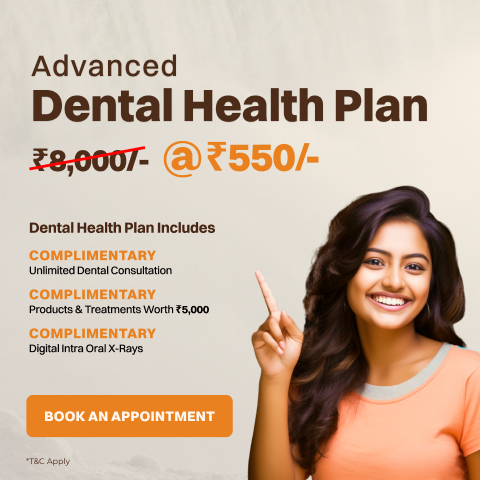 Advanced
Dental Health Plan
₹8,000/- @₹550/-
Dental Health Plan Includes
COMPLIMENTARY
Unlimited Dental Consultation
COMPLIMENTARY
Products & Treatments Worth ₹5,000
COMPLIMENTARY
Digital Intra Oral X-Rays
BOOK AN APPOINTMENT
*T&C Apply